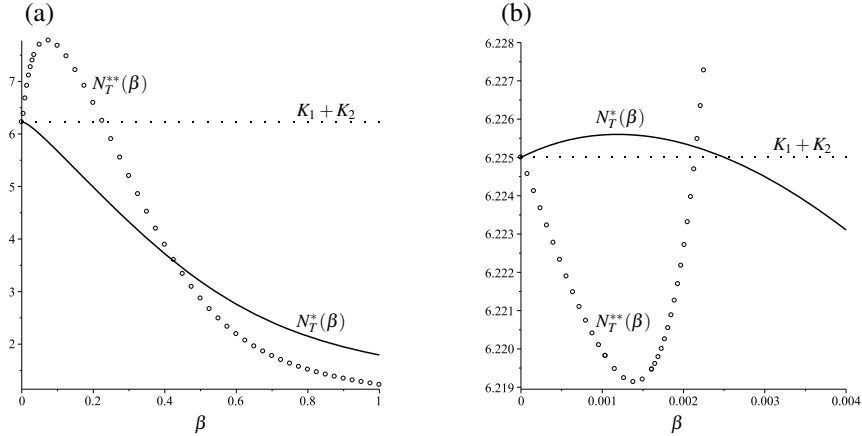 (a)
7
6
5
4
3
2
N_T^{**}(β)
K_1 + K_2
N_T^*(β)
0 0.2 0.4 0.6 0.8 1
β
(b)
6.228
6.227
6.226
6.225
6.224
6.223
6.222
6.221
6.220
6.219
N_T^*(β)
K_1 + K_2
N_T^{**}(β)
0 0.001 0.002 0.003 0.004
β